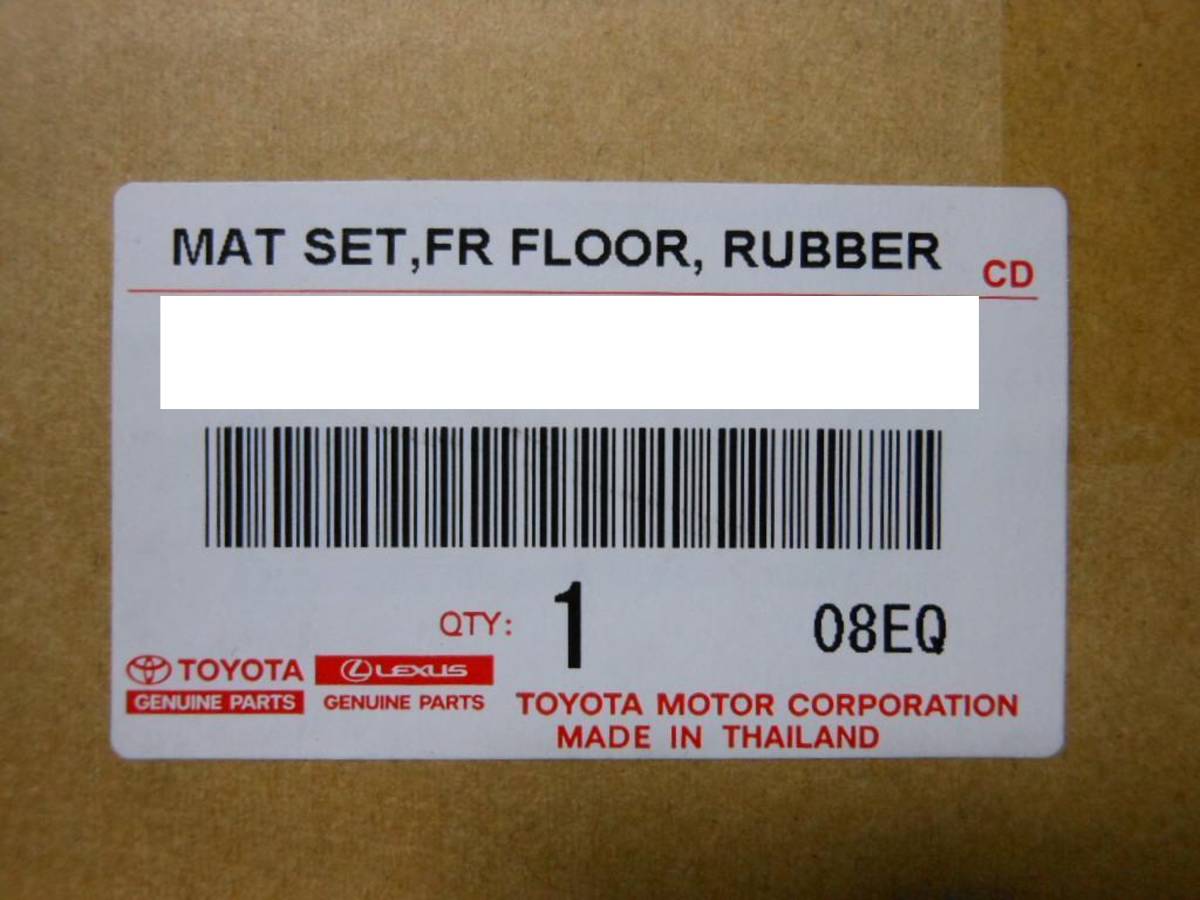 MAT SET,FR FLOOR, RUBBER
CD
QTY: 1 08EQ
TOYOTA LEXUS
GENUINE PARTS GENUINE PARTS
TOYOTA MOTOR CORPORATION
MADE IN THAILAND